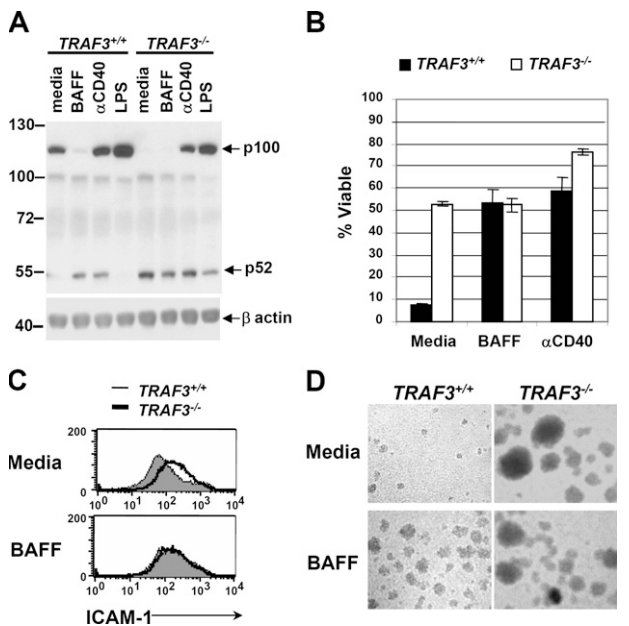 A
TRAF3+/+ TRAF3-/-
media BAFF αCD40 LPS media BAFF αCD40 LPS
130
p100
100
72
55
p52
40
β actin
B
TRAF3+/+ TRAF3-/-
% Viable
100
90
80
70
60
50
40
30
20
10
0
Media BAFF αCD40
C
TRAF3+/+
TRAF3-/-
Media
200
0
10^0 10^1 10^2 10^3 10^4
BAFF
200
0
10^0 10^1 10^2 10^3 10^4
ICAM-1
D
TRAF3+/+ TRAF3-/-
Media
BAFF